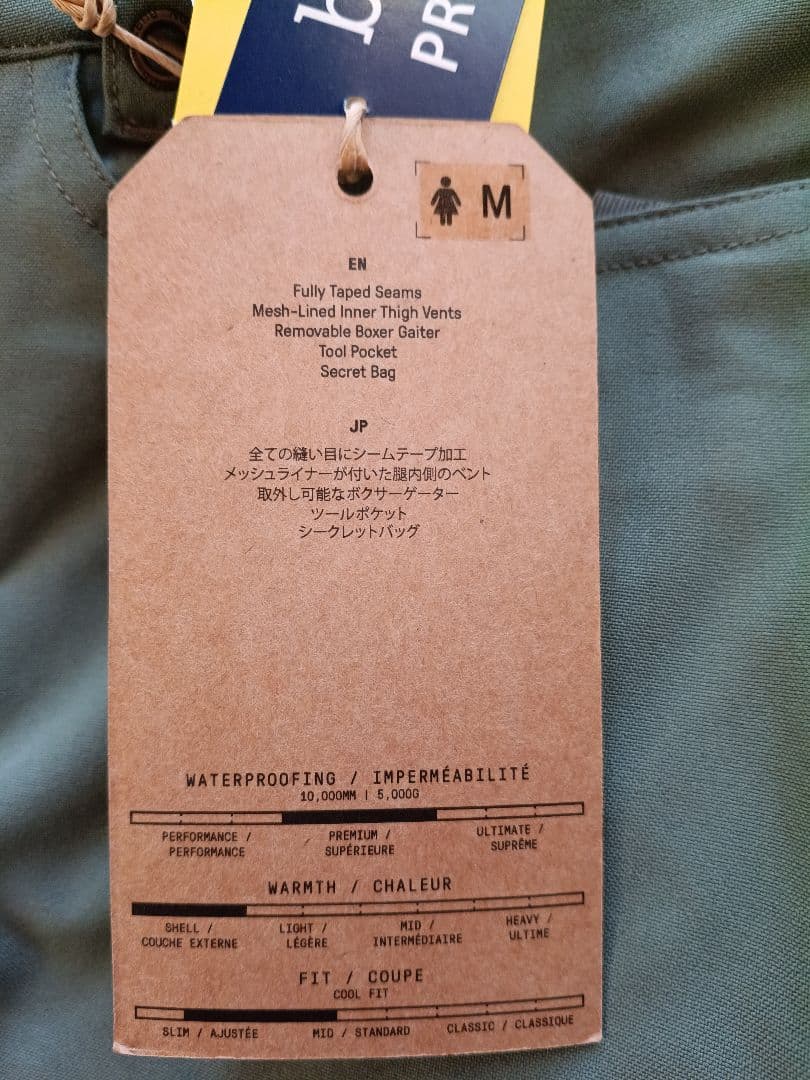 PR
M
EN
Fully Taped Seams
Mesh-Lined Inner Thigh Vents
Removable Boxer Gaiter
Tool Pocket
Secret Bag
JP
全ての縫い目にシームテープ加工
メッシュライナーが付いた腿内側のベント
取外し可能なボクサーゲーター
ツールポケット
シークレットバッグ
WATERPROOFING / IMPERMÉABILITÉ
10,000MM | 5,000G
PERFORMANCE / PERFORMANCE
PREMIUM / SUPÉRIEURE
ULTIMATE / SUPRÊME
WARMTH / CHALEUR
SHELL / COUCHE EXTERNE
LIGHT / LÉGÈRE
MID / INTERMÉDIAIRE
HEAVY / ULTIME
FIT / COUPE
COOL FIT
SLIM / AJUSTÉE
MID / STANDARD
CLASSIC / CLASSIQUE